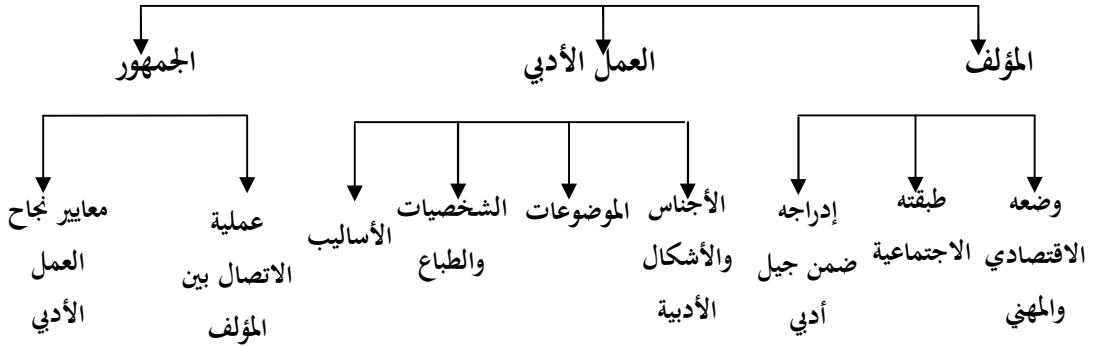 المؤلف
العمل الأدبي
الجمهور
وضعه
الاقتصادي
والمهني
طبقته
الاجتماعية
إدراجه
ضمن جيل
أدبي
الأجناس
والأشكال
الأدبية
الموضوعات
الشخصيات
والطباع
الأساليب
عملية
الاتصال بين
المؤلف
معايير نجاح
العمل
الأدبي